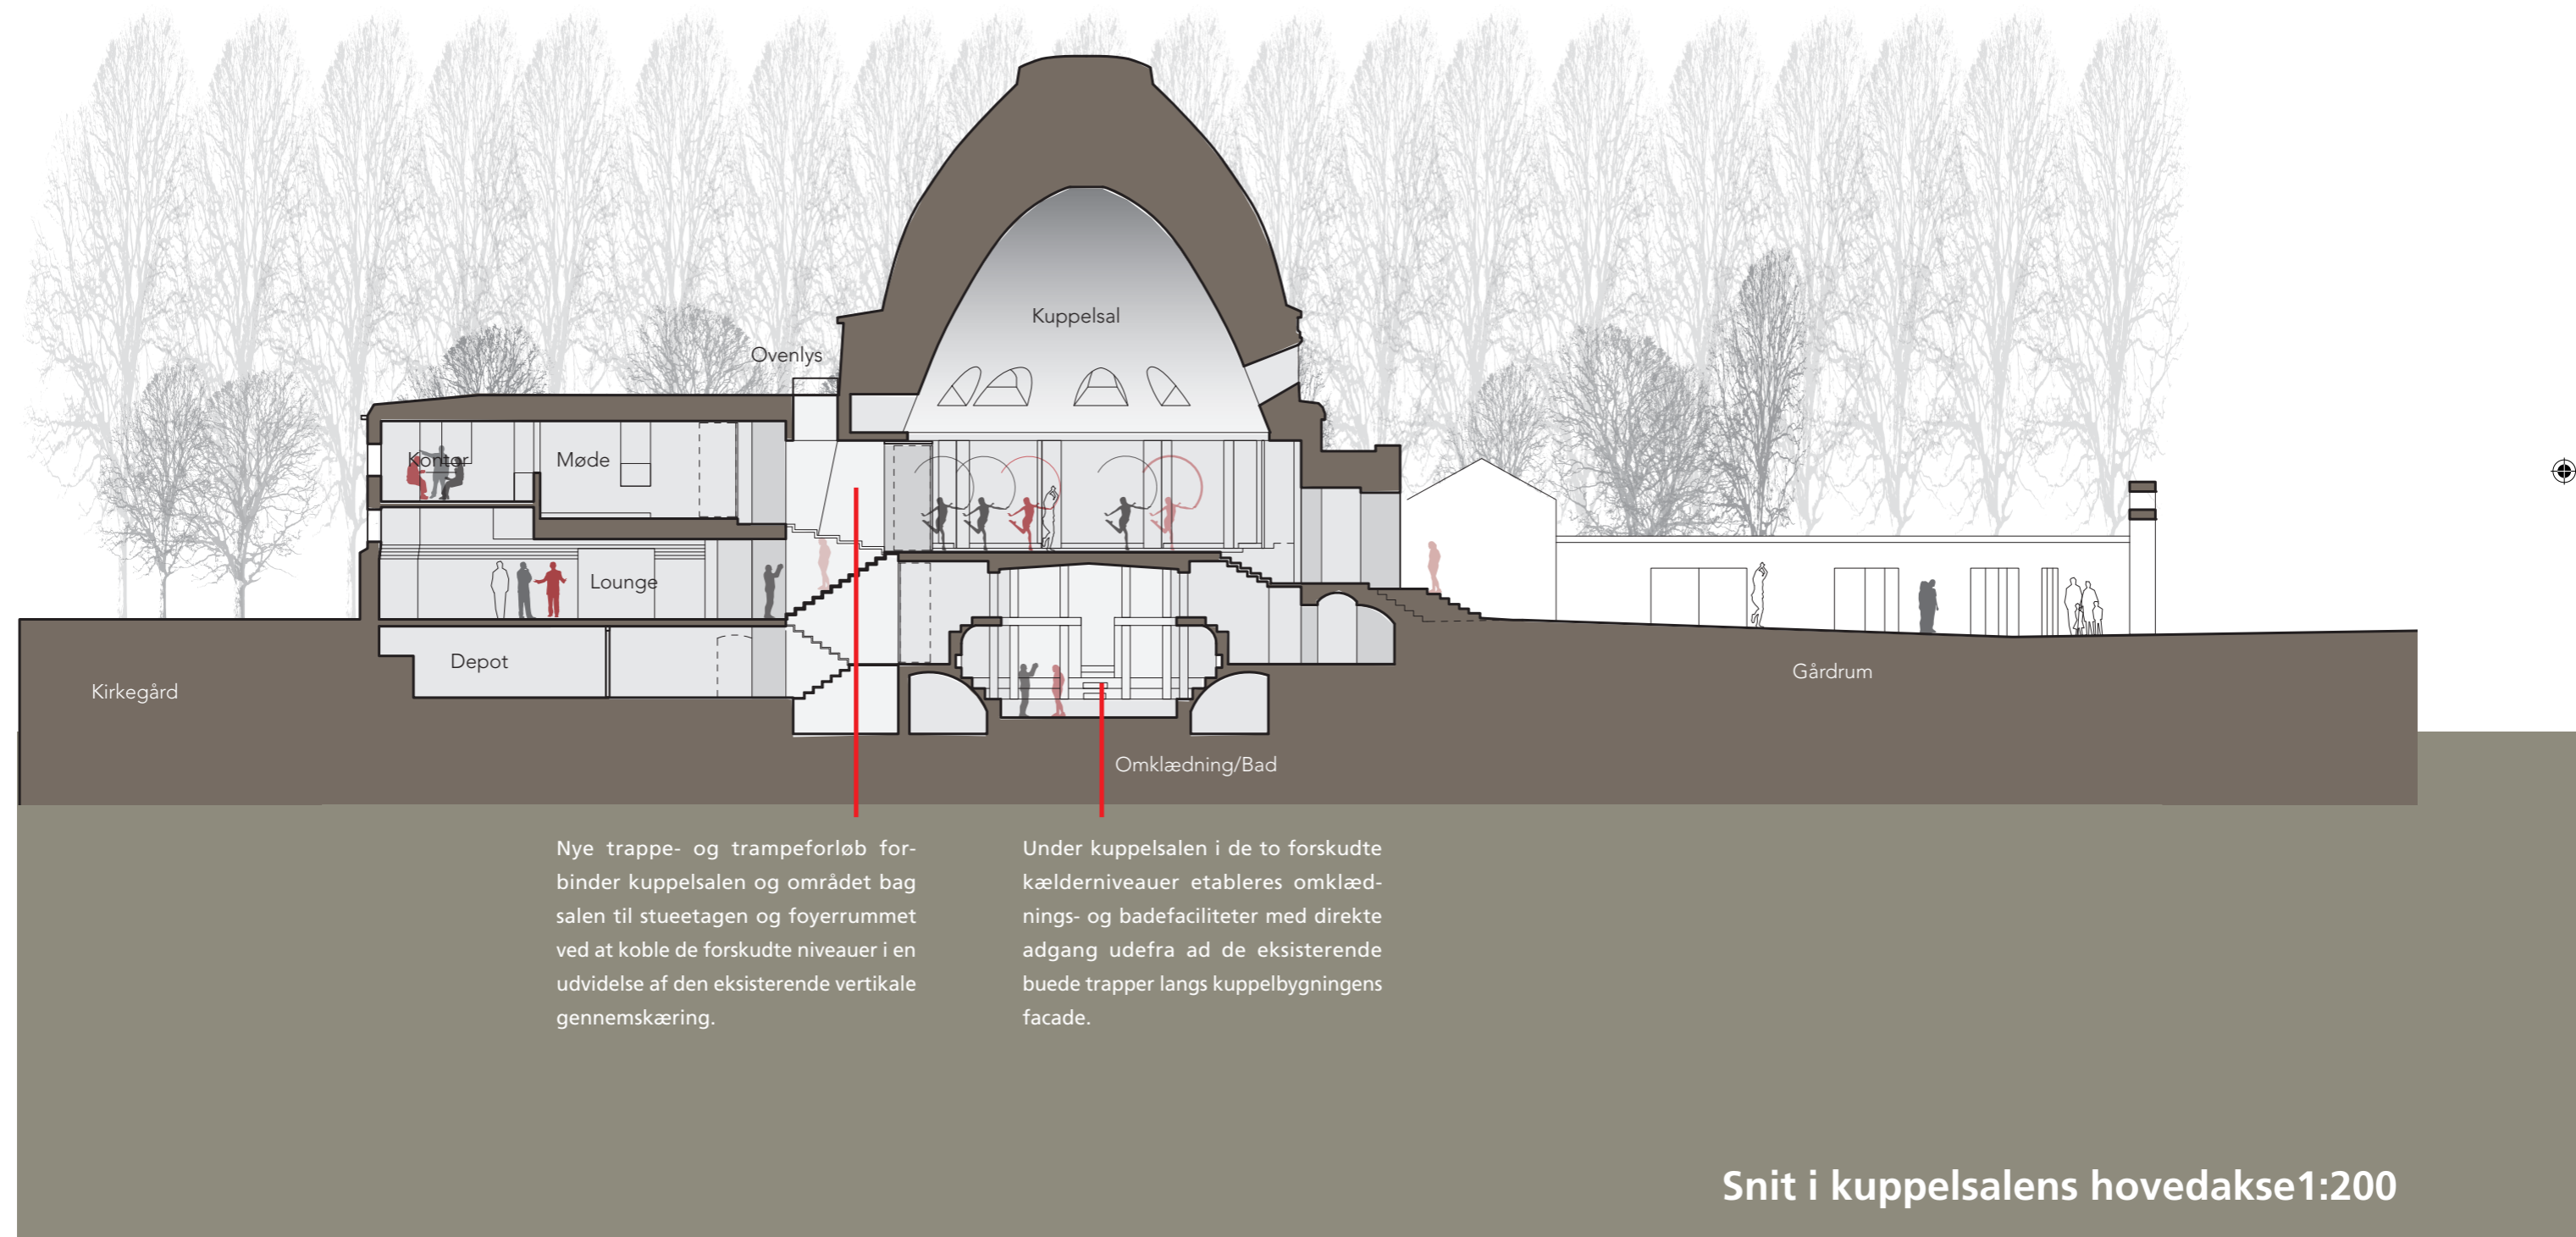 Kuppelsal
Ovenlys
Kontor
Møde
Lounge
Depot
Kirkegård
Gårdrum
Omklædning/Bad
Nye trappe- og trampeforløb for-
binder kuppelsalen og området bag
salen til stueetagen og foyerrummet
ved at koble de forskudte niveauer i en
udvidelse af den eksisterende vertikale
gennemskæring.
Under kuppelsalen i de to forskudte
kælderniveauer etableres omklæd-
nings- og badefaciliteter med direkte
adgang udefra ad de eksisterende
buede trapper langs kuppelbygningens
facade.
Snit i kuppelsalens hovedakse1:200